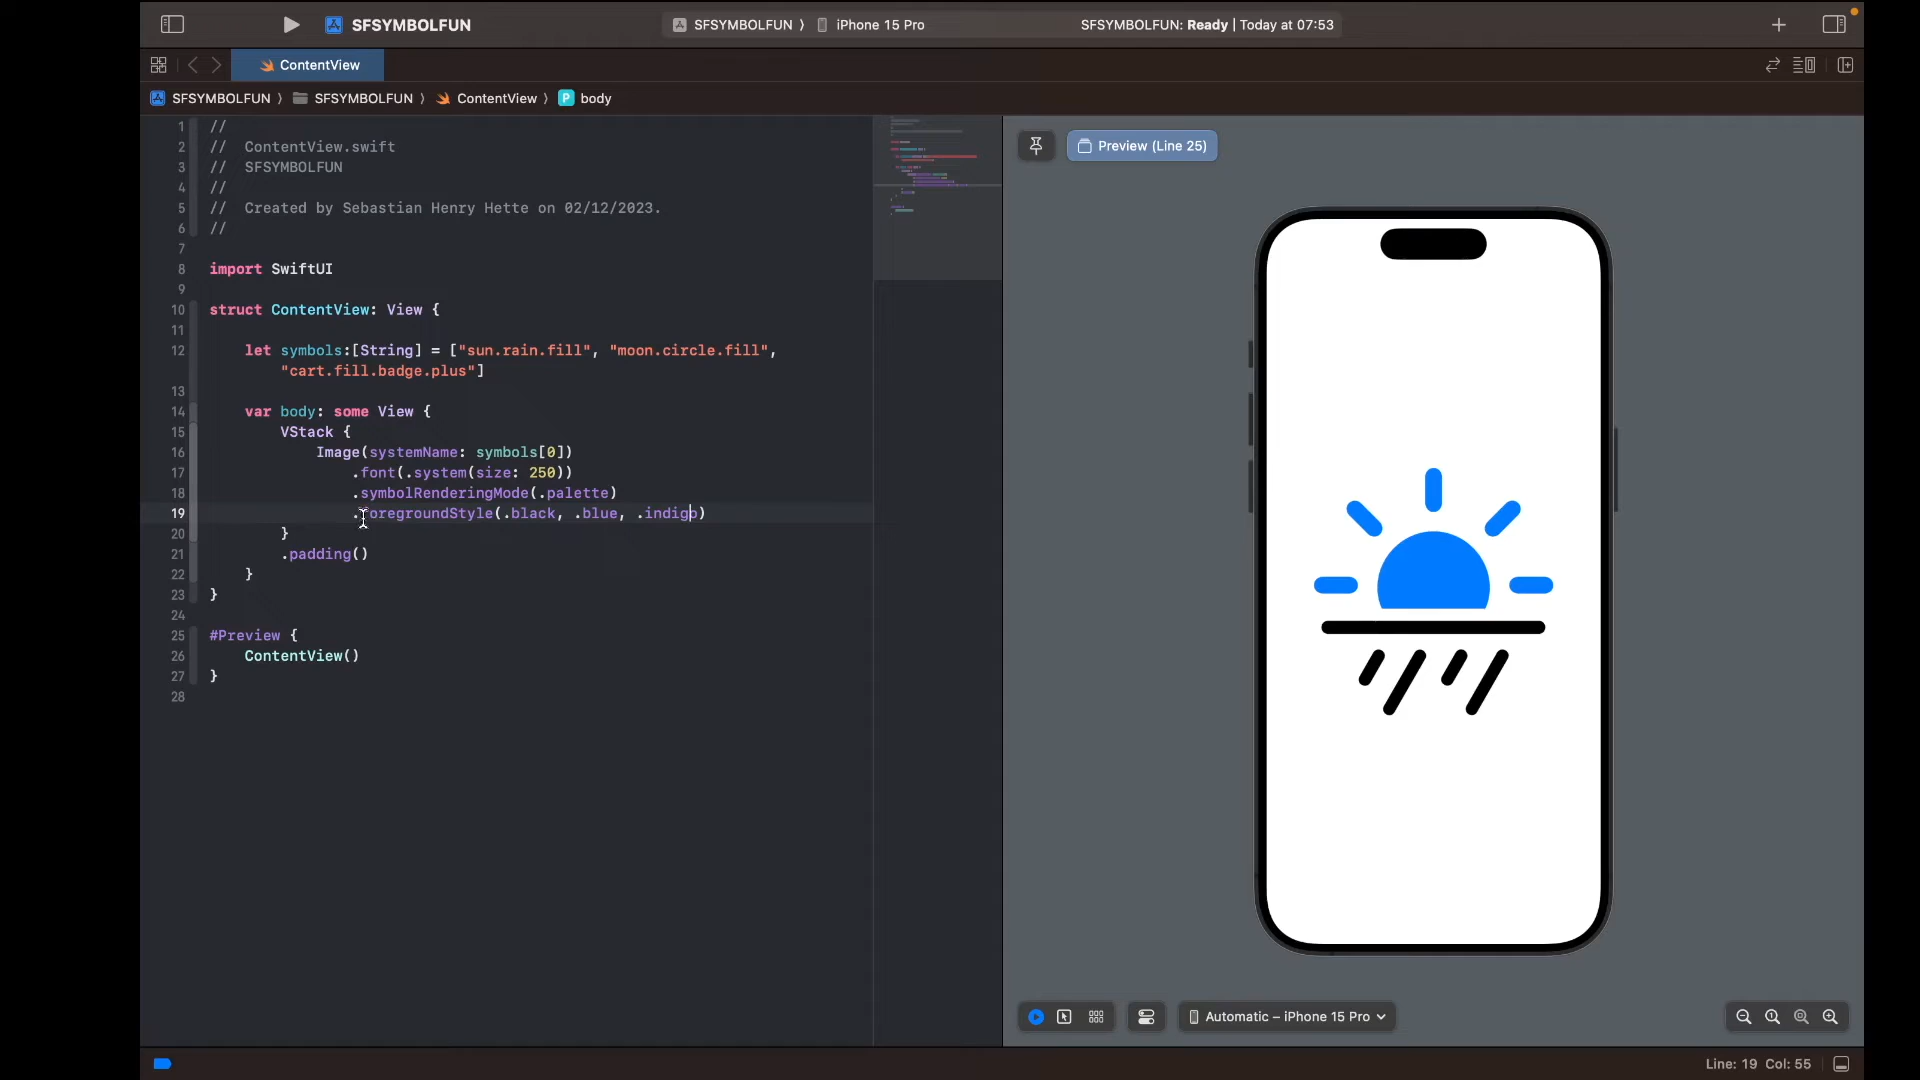 SFSYMBOLFUN
SFSYMBOLFUN 〉 iPhone 15 Pro
SFSYMBOLFUN: Ready | Today at 07:53
ContentView
SFSYMBOLFUN 〉 SFSYMBOLFUN 〉 ContentView 〉 P body
1 //
2 //  ContentView.swift
3 //  SFSYMBOLFUN
4 //
5 //  Created by Sebastian Henry Hette on 02/12/2023.
6 //
7
8 import SwiftUI
9
10 struct ContentView: View {
11
12     let symbols:[String] = ["sun.rain.fill", "moon.circle.fill",
        "cart.fill.badge.plus"]
13
14     var body: some View {
15         VStack {
16             Image(systemName: symbols[0])
17                 .font(.system(size: 250))
18                 .symbolRenderingMode(.palette)
19                 .foregroundStyle(.black, .blue, .indigo)
20         }
21         .padding()
22     }
23 }
24
25 #Preview {
26     ContentView()
27 }
28
Preview (Line 25)
Automatic – iPhone 15 Pro
Line: 19 Col: 55